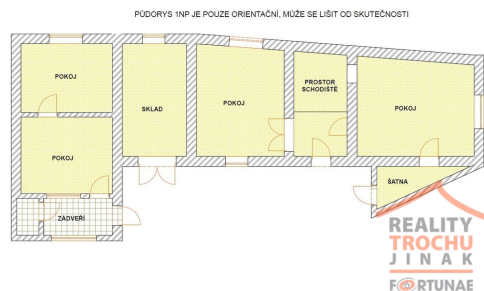 PŮDORYS 1NP JE POUZE ORIENTAČNÍ, MŮŽE SE LIŠIT OD SKUTEČNOSTI
POKOJ
SKLAD
POKOJ
PROSTOR
SCHODIŠTĚ
POKOJ
POKOJ
ŠATNA
ZÁDVEŘÍ
REALITY
TROCHU
JINAK
FORTUNAE